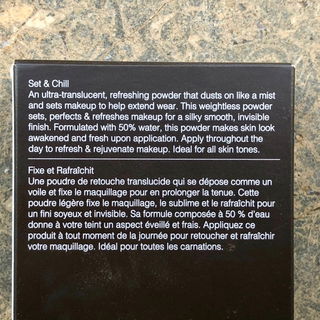 Set & Chill
An ultra-translucent, refreshing powder that dusts on like a mist
and sets makeup to help extend wear. This weightless powder
sets, perfects & refreshes makeup for a silky smooth, invisible
finish. Formulated with 50% water, this powder makes skin look
awakened and fresh upon application. Apply throughout the
day to refresh & rejuvenate makeup. Ideal for all skin tones.
Fixe et Rafraîchit
Une poudre de retouche translucide qui se dépose comme un
voile et fixe le maquillage pour en prolonger la tenue. Cette
poudre légère fixe le maquillage, le sublime et le rafraîchit pour
un fini soyeux et invisible. Sa formule composée à 50 % d'eau
donne à votre teint un aspect éveillé et frais. Appliquez ce
produit à tout moment de la journée pour retoucher et rafraîchir
votre maquillage. Idéal pour toutes les carnations.